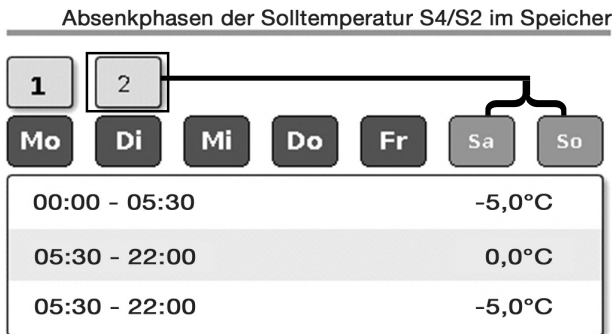 Absenkphasen der Solltemperatur S4/S2 im Speicher
1 2
Mo Di Mi Do Fr Sa So
00:00 - 05:30 -5,0°C
05:30 - 22:00 0,0°C
05:30 - 22:00 -5,0°C